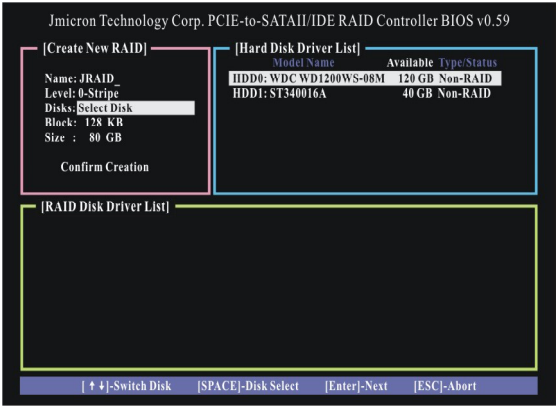 Jmicron Technology Corp. PCIE-to-SATAII/IDE RAID Controller BIOS v0.59
[Create New RAID]
Name: JRAID_
Level: 0-Stripe
Disks: Select Disk
Block: 128 KB
Size : 80 GB
Confirm Creation
[Hard Disk Driver List]
Model Name Available Type/Status
HDD0: WDC WD1200WS-08M 120 GB Non-RAID
HDD1: ST340016A 40 GB Non-RAID
[RAID Disk Driver List]
[↑↓]-Switch Disk [SPACE]-Disk Select [Enter]-Next [ESC]-Abort